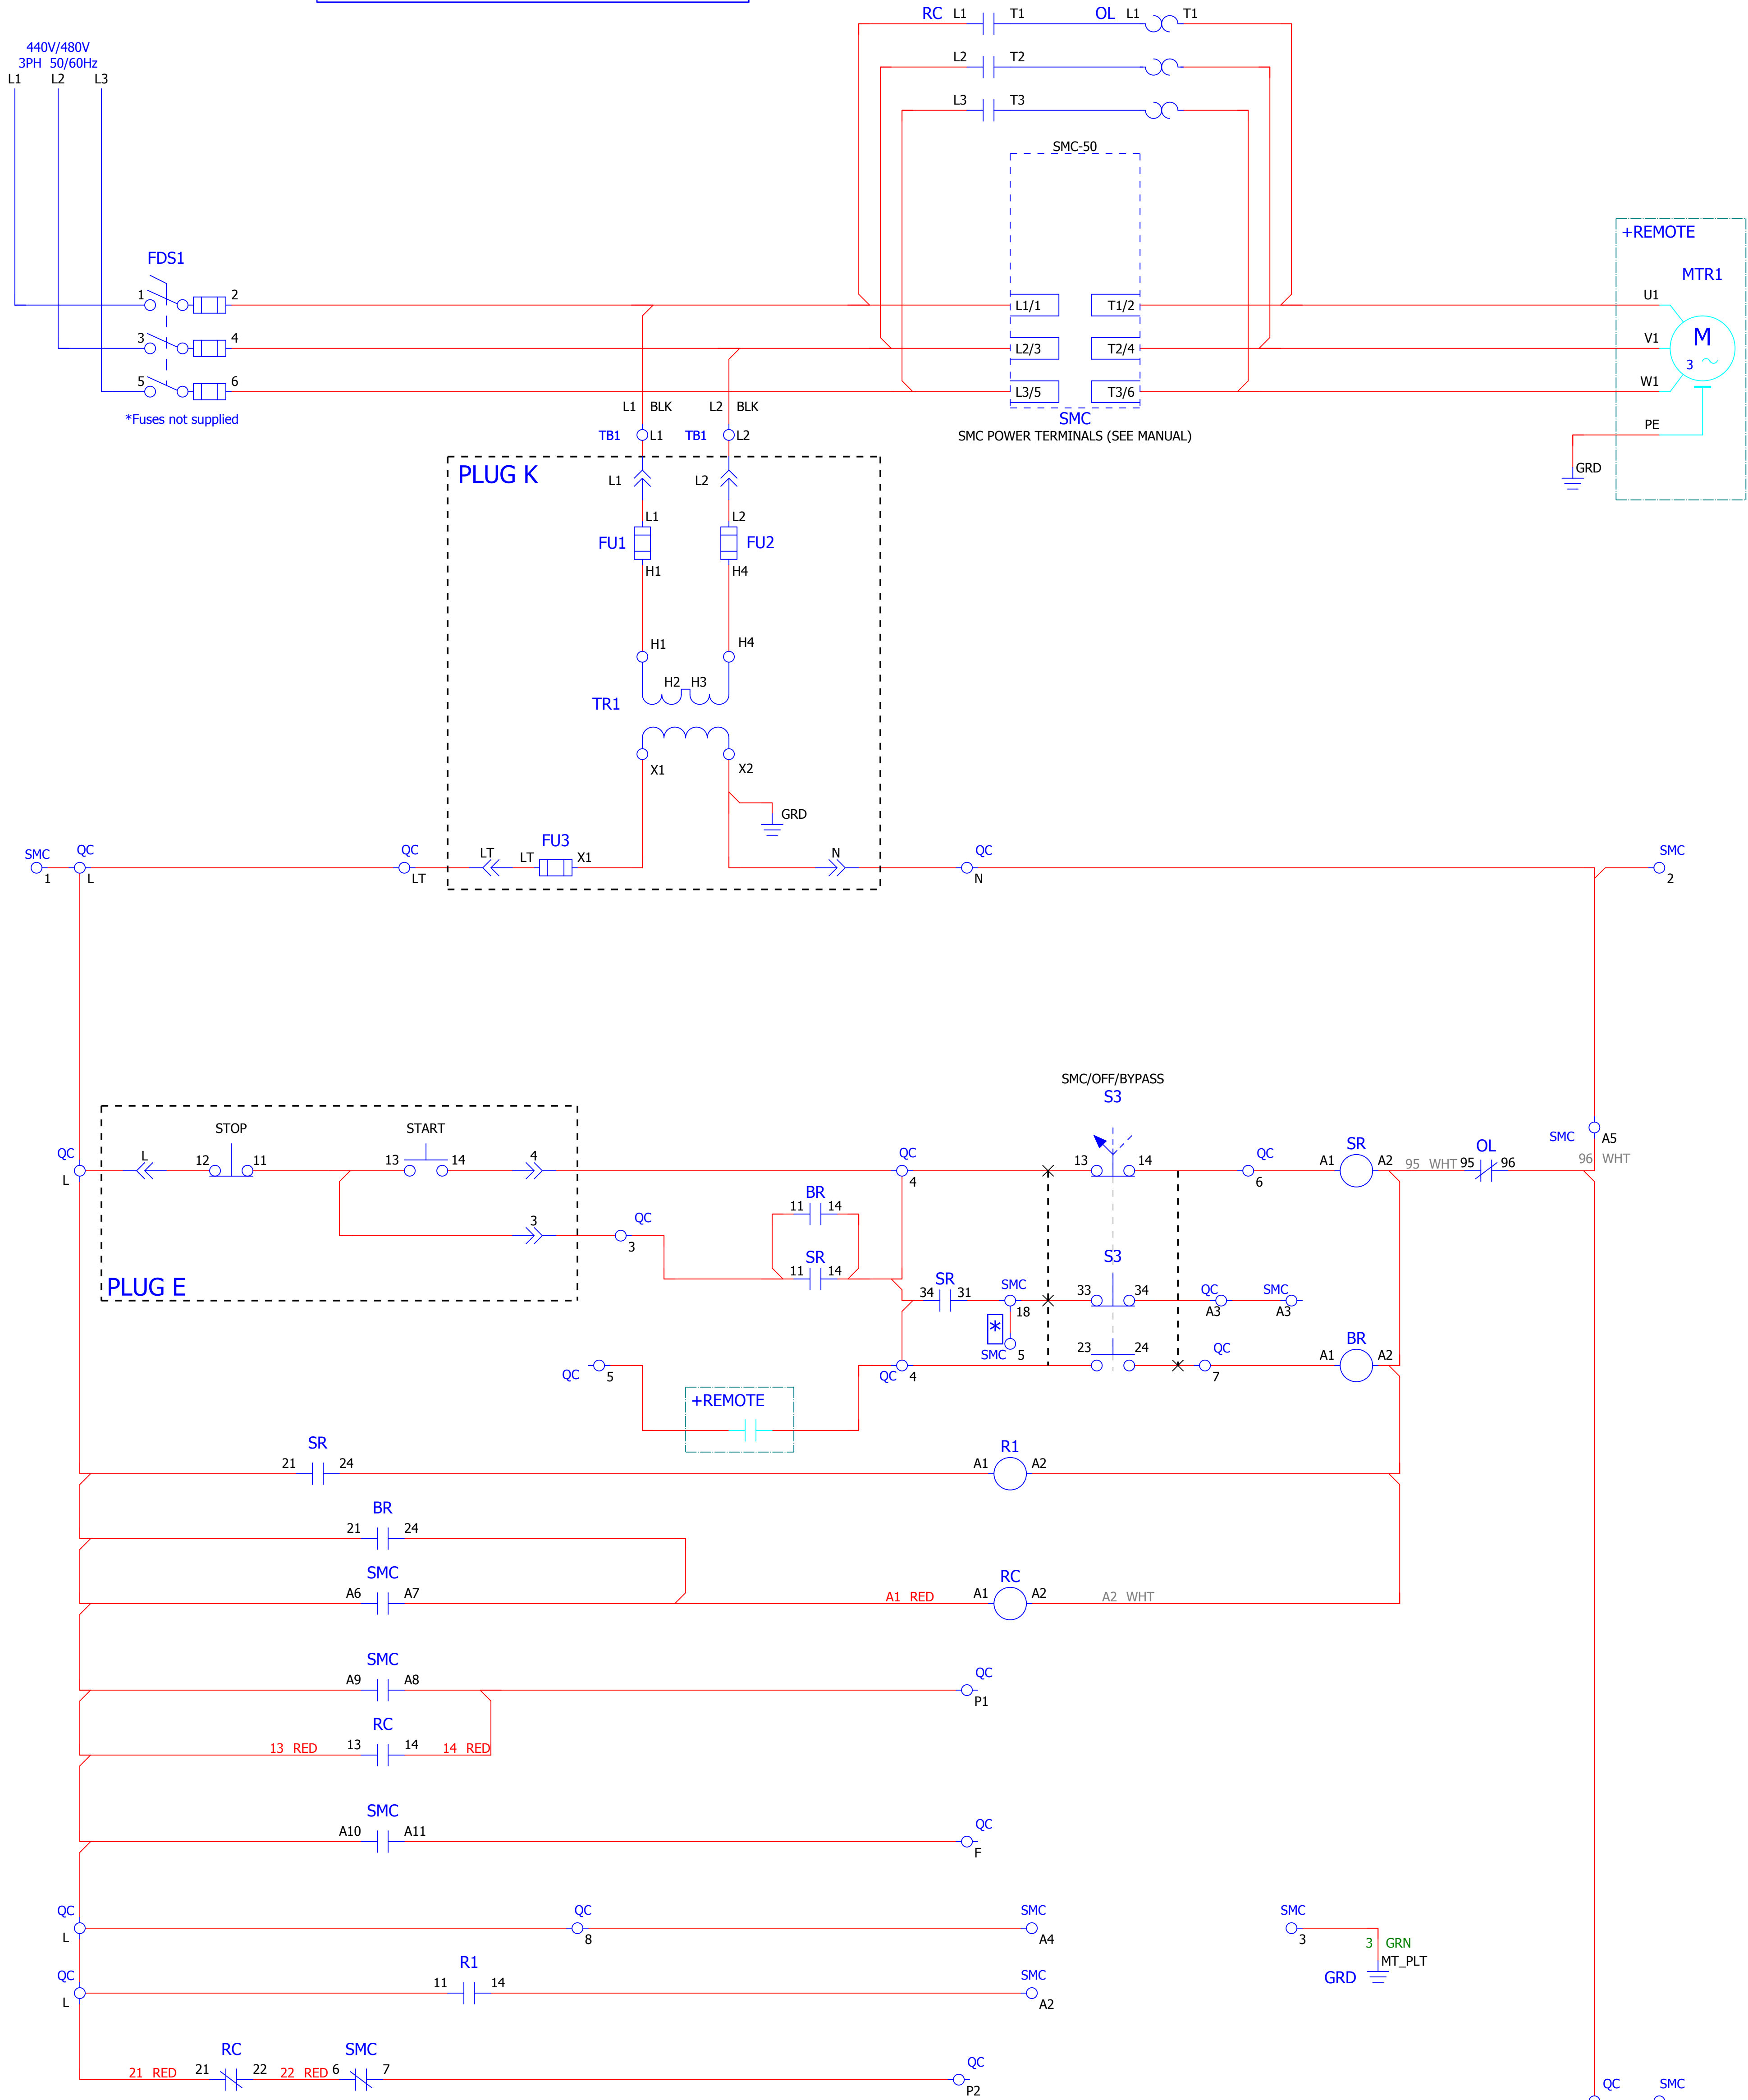 RC L1 T1 OL L1 T1
440V/480V
3PH 50/60Hz
L1 L2 L3
L2 T2
L3 T3
SMC-50
+REMOTE
MTR1
FDS1
1 2 L1/1 T1/2 U1
3 4 L2/3 T2/4 V1 M
3
5 6 L3/5 T3/6 W1
*Fuses not supplied
L1 BLK L2 BLK
SMC
PE
TB1 L1 TB1 L2
SMC POWER TERMINALS (SEE MANUAL)
GRD
PLUG K
L1 L2
L1 L2
FU1 FU2
H1 H4
H1 H4
H2 H3
TR1
X1 X2
GRD
SMC QC QC FU3 QC SMC
LT LT X1 N
1 L LT N 2
SMC/OFF/BYPASS
S3
STOP START
SMC A5
QC L 12 11 13 14 4 QC 13 14 QC SR A1 A2 95 WHT 95 OL 96 96 WHT
L 4 6
BR
11 14
3 QC
3
SR
11 14
S3
PLUG E
SR
34 31 SMC 33 34 QC SMC
18 A3 A3
*
SMC 5
23 24 QC BR A1 A2
QC 5 QC 4 7
+REMOTE
SR
21 24
R1
A1 A2
BR
21 24
SMC
A6 A7
A1 RED
RC
A1 A2
A2 WHT
SMC
A9 A8
QC
P1
RC
13 RED 13 14 14 RED
SMC
A10 A11
QC
F
QC QC SMC SMC
L 8 A4 3
3 GRN
MT_PLT
GRD
QC
L
R1
11 14
SMC
A2
RC SMC
21 RED 21 22 22 RED 6 7
QC
P2
QC SMC